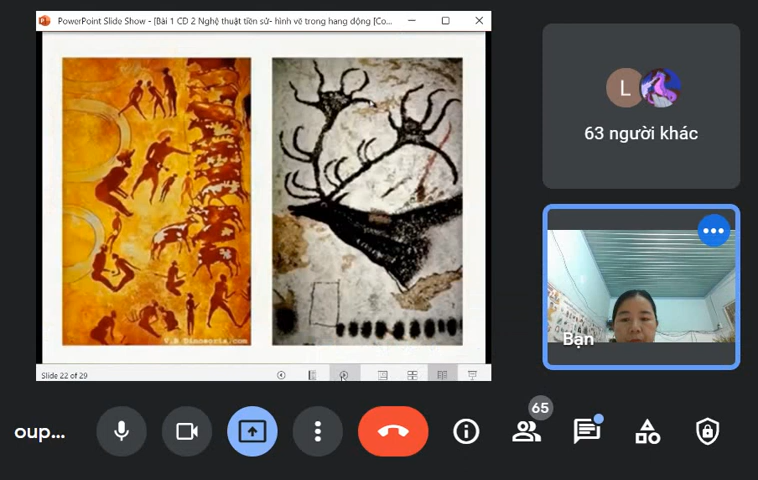 PowerPoint Slide Show - [Bài 1 CD 2 Nghệ thuật tiền sử- hình vẽ trong hang động [Co...
L
63 người khác
Bạn
Slide 22 of 29
65
oup...